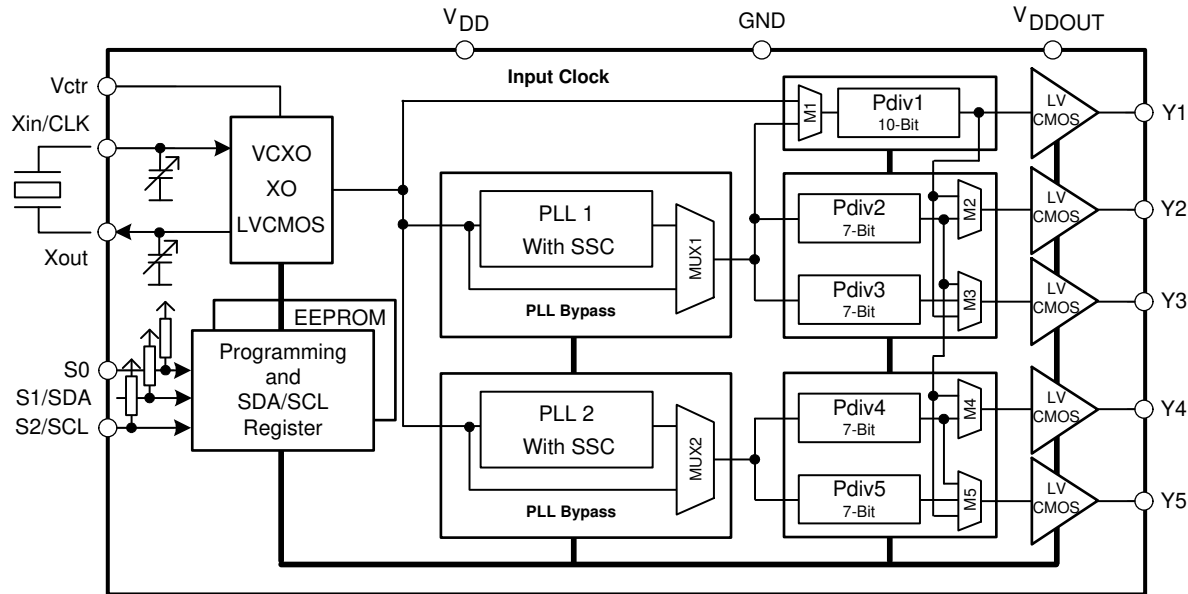 VDD
GND
VDDOUT
Input Clock
Vctr
Xin/CLK
VCXO
XO
LVCMOS
Xout
EEPROM
Programming
and
SDA/SCL
Register
S0
S1/SDA
S2/SCL
PLL 1
With SSC
MUX1
PLL Bypass
PLL 2
With SSC
MUX2
PLL Bypass
M1
Pdiv1
10-Bit
LV
CMOS
Y1
Pdiv2
7-Bit
M2
LV
CMOS
Y2
Pdiv3
7-Bit
M3
LV
CMOS
Y3
Pdiv4
7-Bit
M4
LV
CMOS
Y4
Pdiv5
7-Bit
M5
LV
CMOS
Y5